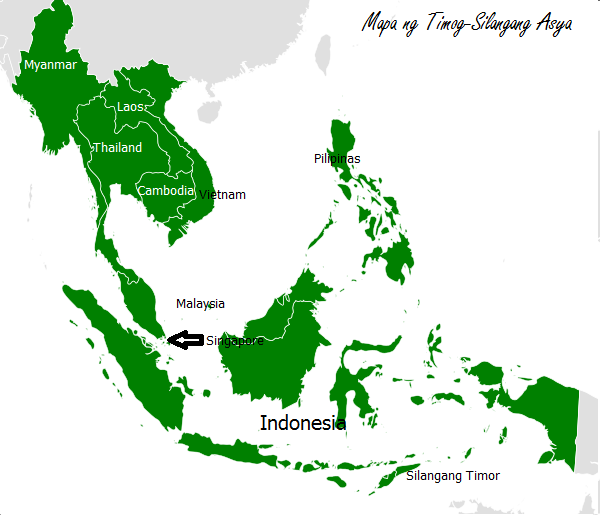 Mapa ng Timog-Silangang Asya
Myanmar
Laos
Thailand
Pilipinas
Cambodia
Vietnam
Malaysia
Singapore
Indonesia
Silangang Timor